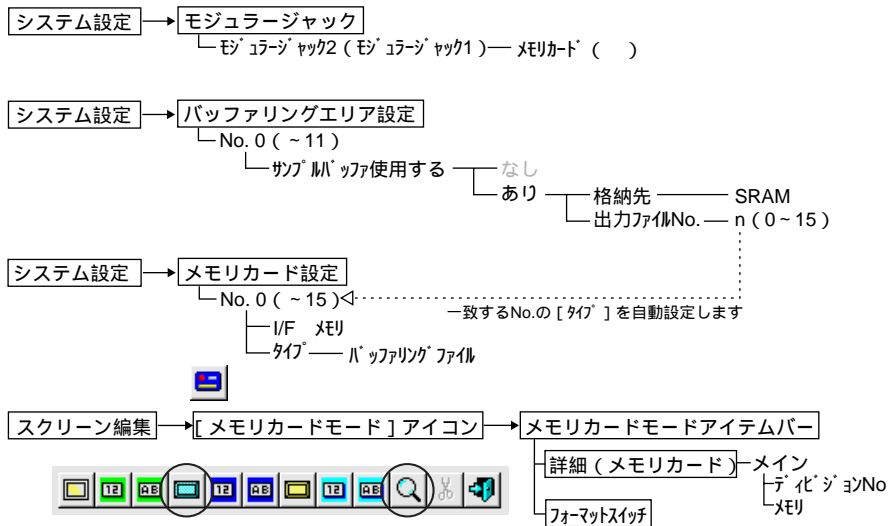 システム設定 モジュラージャック
モジュラージャック2(モジュラージャック1) メモリカード( )
システム設定 バッファリングエリア設定
No. 0(~11)
サンプルバッファ使用する なし
あり 格納先 SRAM
出力ファイルNo. n(0~15)
システム設定 メモリカード設定
No. 0(~15)
一致するNo.の[タイプ]を自動設定します
I/F メモリ
タイプ バッファリングファイル
スクリーン編集 [メモリカードモード]アイコン メモリカードモードアイテムバー
詳細(メモリカード) メイン
ディビジョンNo
メモリ
12 AB 12 AB 12 AB
フォーマットスイッチ